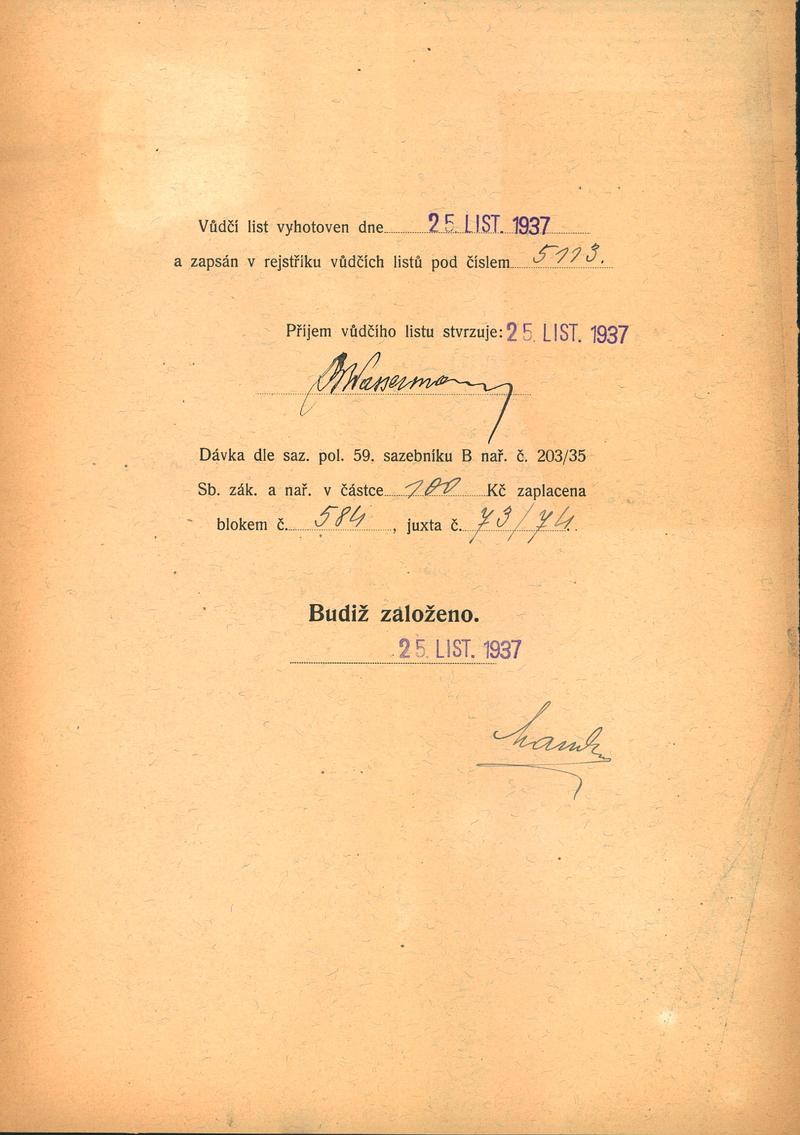 Vůdčí list vyhotoven dne 25. LIST. 1937
a zapsán v rejstříku vůdčích listů pod číslem 5113.
Příjem vůdčího listu stvrzuje: 25. LIST. 1937
Wassermann
Dávka dle saz. pol. 59. sazebníku B nař. č. 203/35
Sb. zák. a nař. v částce 100 Kč zaplacena
blokem č. 584, juxta č. 73/74.
Budiž založeno.
25. LIST. 1937